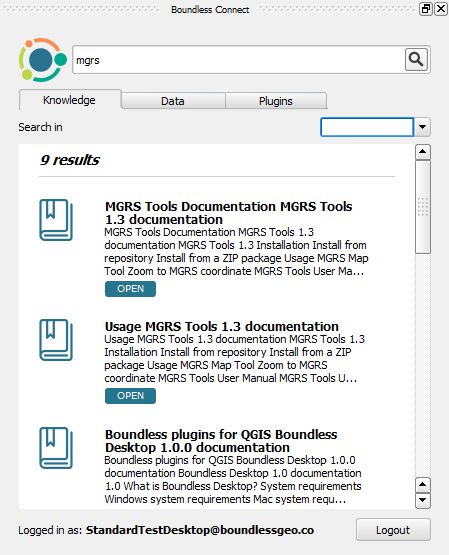 Boundless Connect
mgrs
Knowledge
Data
Plugins
Search in
9 results
MGRS Tools Documentation MGRS Tools
1.3 documentation
MGRS Tools Documentation MGRS Tools 1.3
documentation MGRS Tools 1.3 Installation Install from
repository Install from a ZIP package Usage MGRS Map
Tool Zoom to MGRS coordinate MGRS Tools User Ma...
OPEN
Usage MGRS Tools 1.3 documentation
Usage MGRS Tools 1.3 documentation MGRS Tools 1.3
Installation Install from repository Install from a ZIP
package Usage MGRS Map Tool Zoom to MGRS
coordinate MGRS Tools User Manual MGRS Tools U...
OPEN
Boundless plugins for QGIS Boundless
Desktop 1.0.0 documentation
Boundless plugins for QGIS Boundless Desktop 1.0.0
documentation Boundless Desktop 1.0 documentation
1.0 What is Boundless Desktop? System requirements
Windows system requirements Mac system requ...
Logged in as: StandardTestDesktop@boundlessgeo.co
Logout